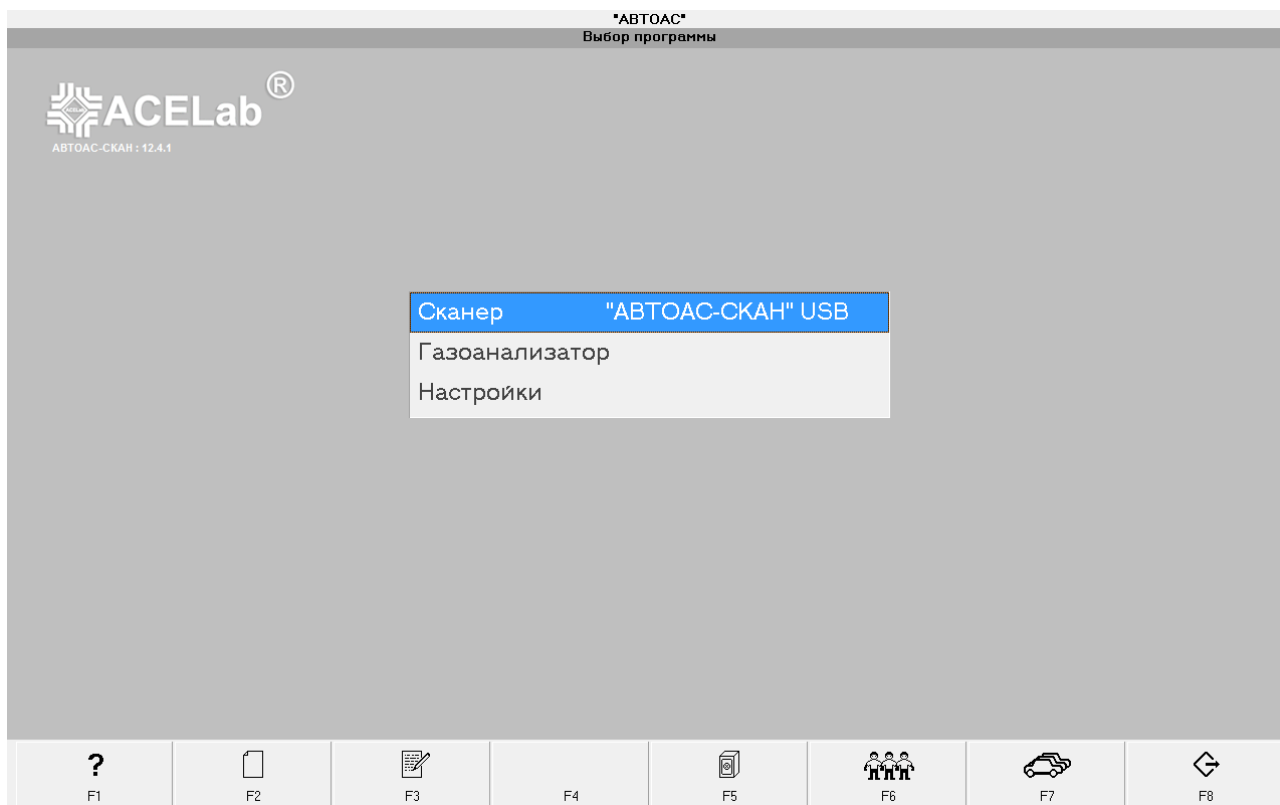 "АВТОАС"
Выбор программы
ACELab®
АВТОАС-СКАН : 12.4.1
Сканер "АВТОАС-СКАН" USB
Газоанализатор
Настройки
?
F1 F2 F3 F4 F5 F6 F7 F8